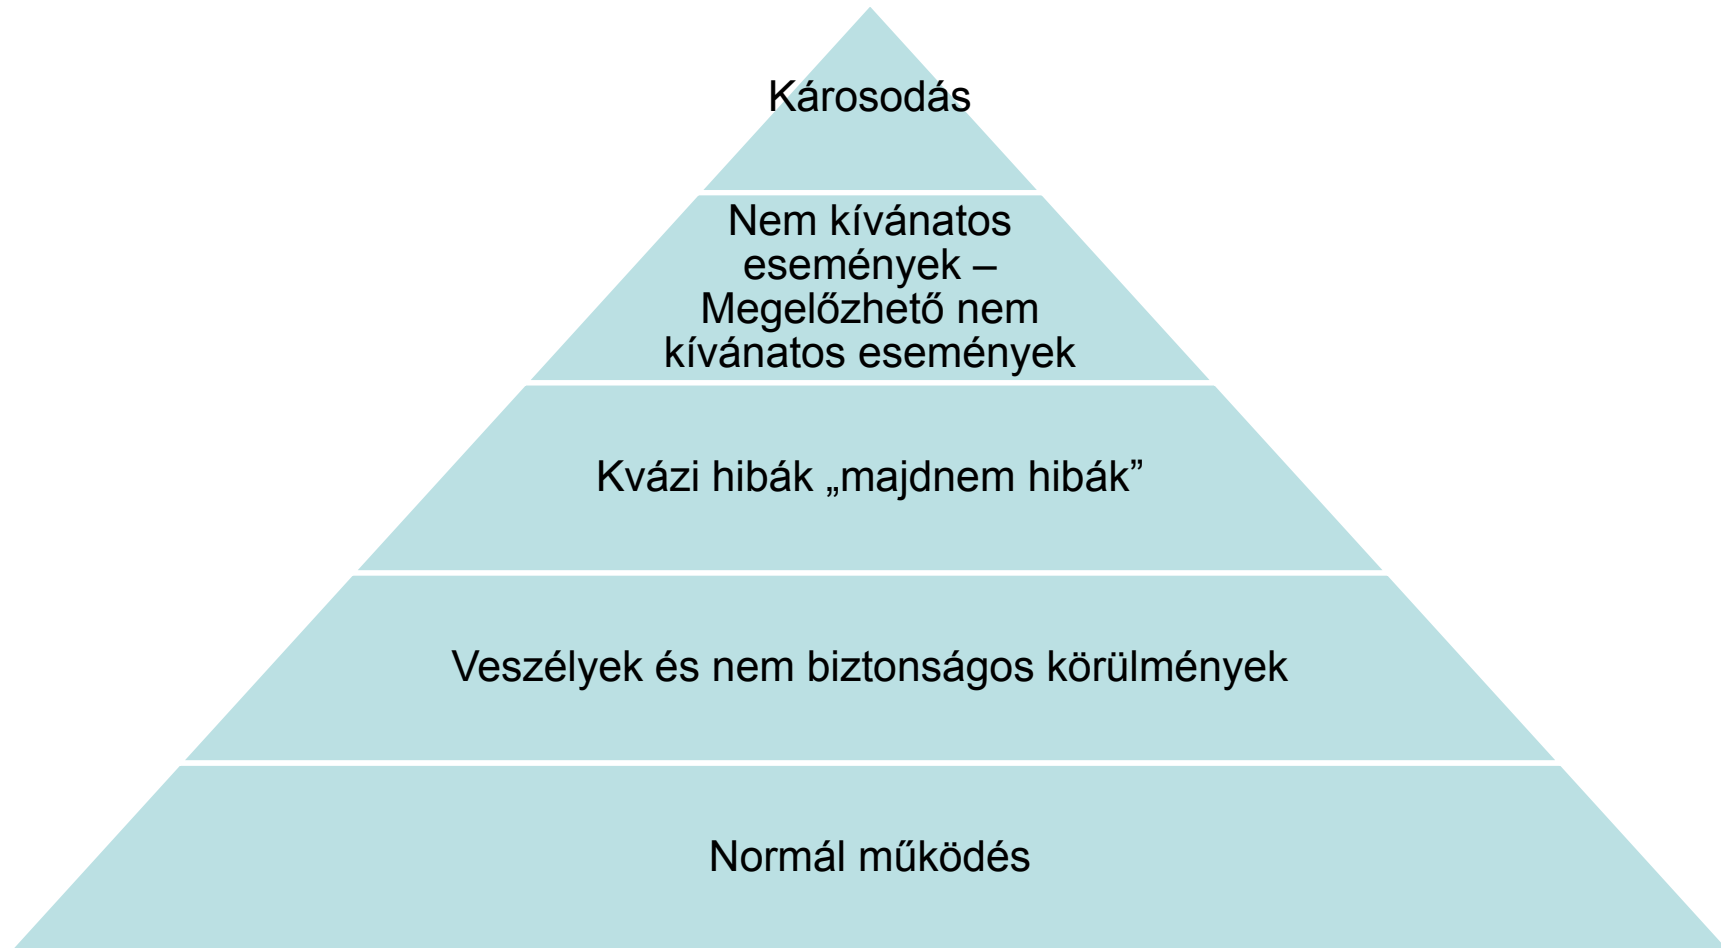 Károsodás
Nem kívánatos
események –
Megelőzhető nem
kívánatos események
Kvázi hibák „majdnem hibák”
Veszélyek és nem biztonságos körülmények
Normál működés